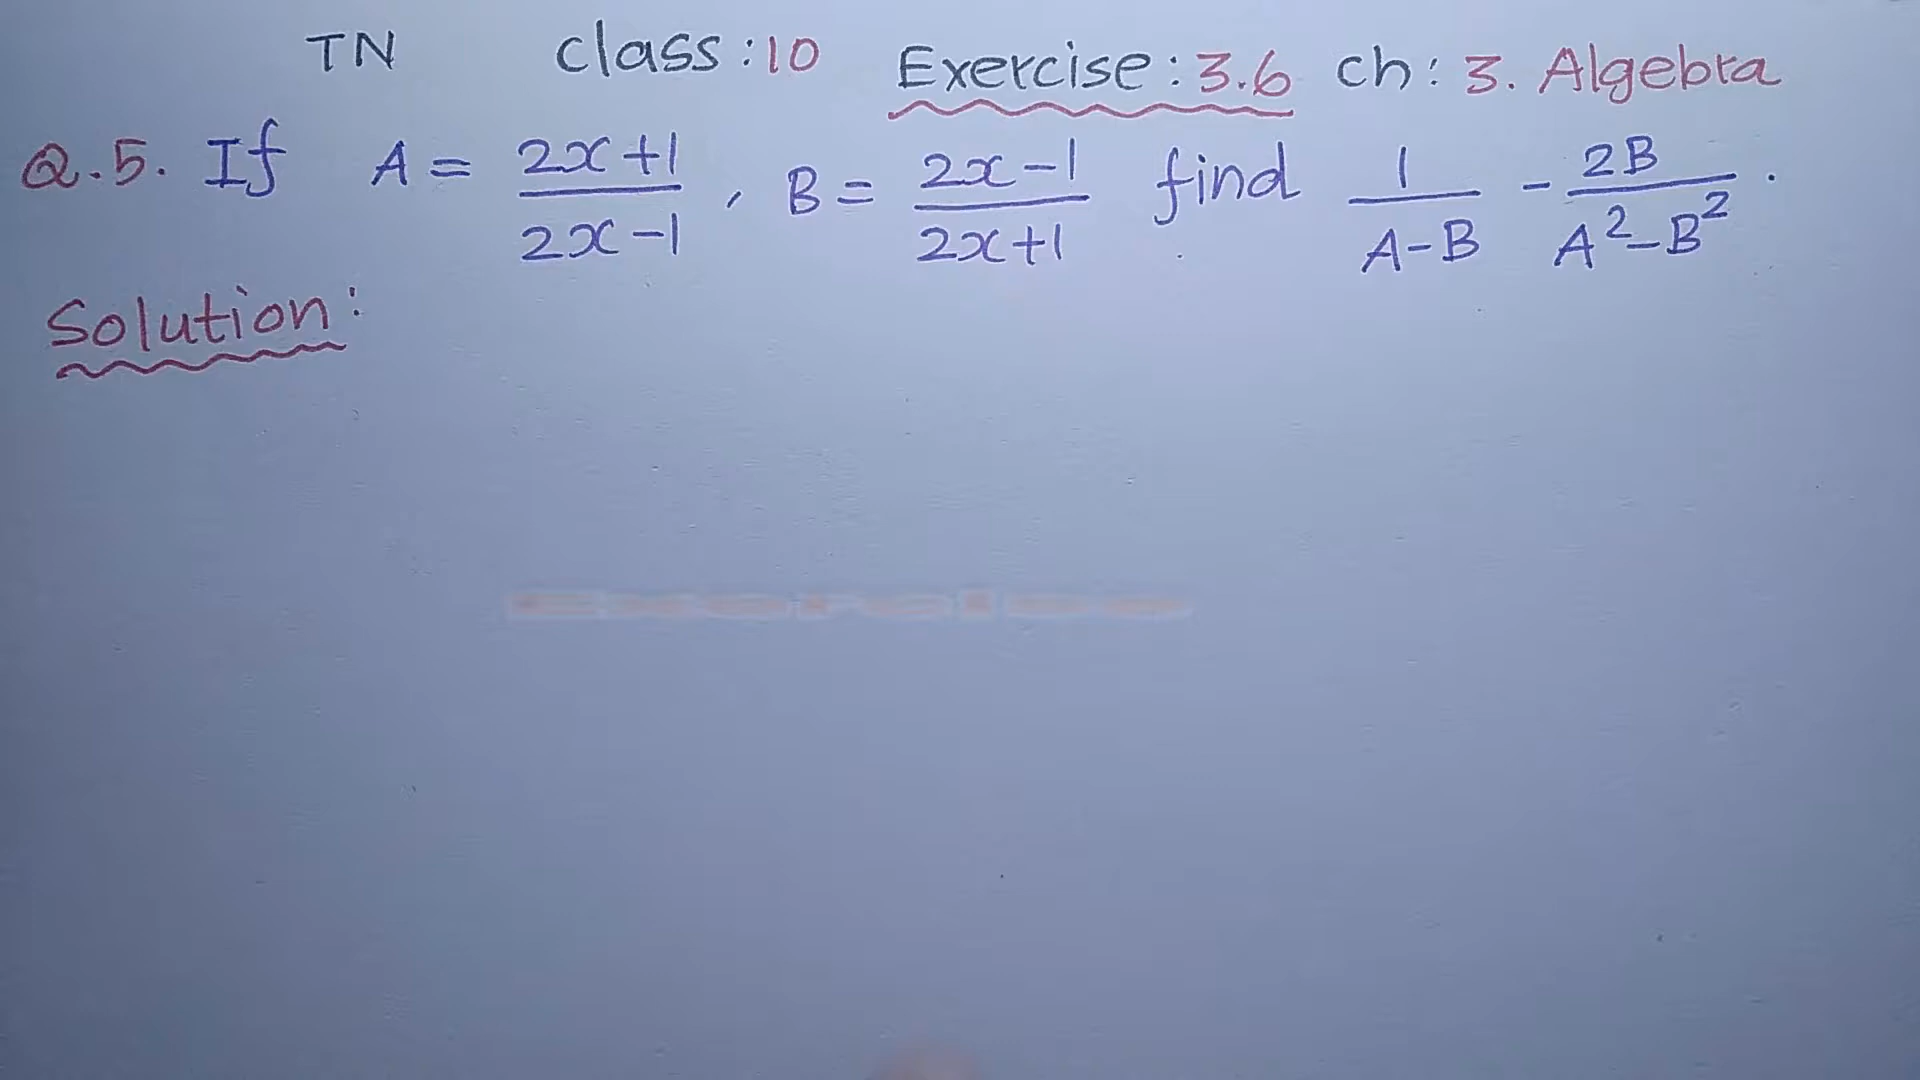 TN class:10 Exercise:3.6 ch: 3. Algebra
Q.5. If A = (2x+1)/(2x-1), B = (2x-1)/(2x+1) find 1/(A-B) - 2B/(A²-B²).
Solution: